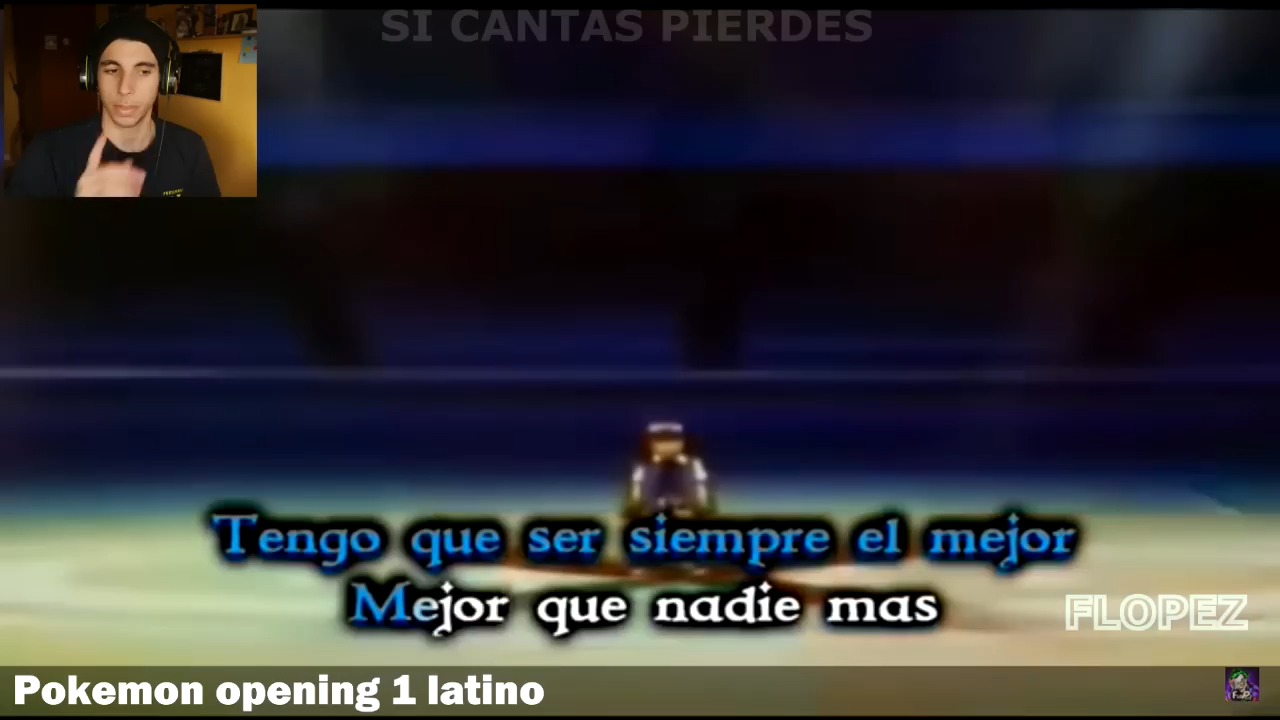 SI CANTAS PIERDES
Tengo que ser siempre el mejor
Mejor que nadie mas
FLOPEZ
Pokemon opening 1 latino